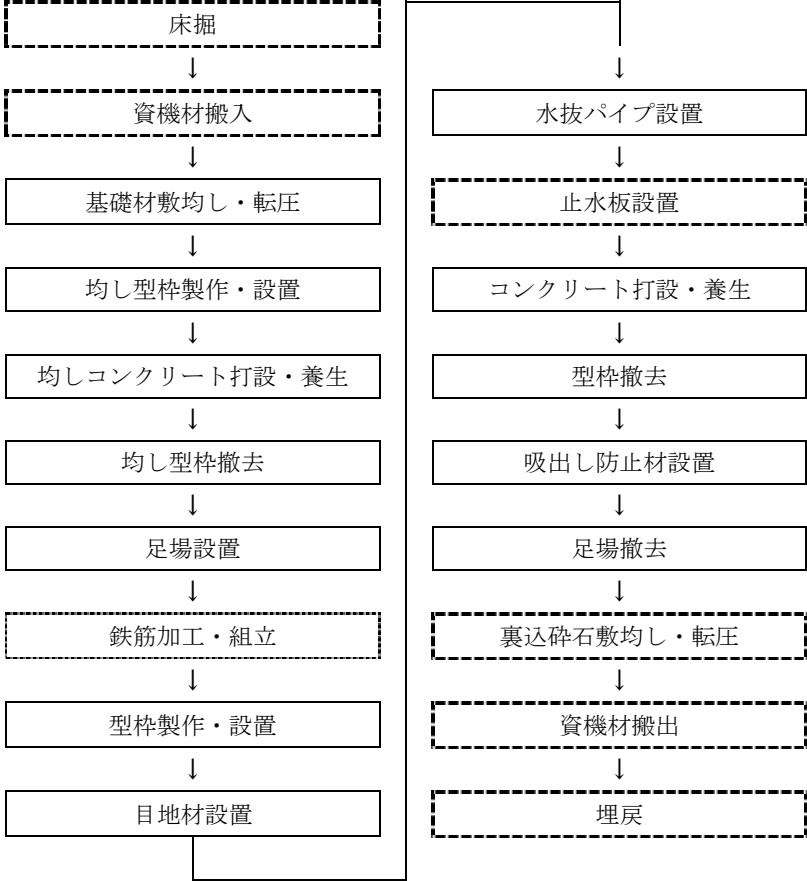 床掘
↓
資機材搬入
↓
基礎材敷均し・転圧
↓
均し型枠製作・設置
↓
均しコンクリート打設・養生
↓
均し型枠撤去
↓
足場設置
↓
鉄筋加工・組立
↓
型枠製作・設置
↓
目地材設置
↓
水抜パイプ設置
↓
止水板設置
↓
コンクリート打設・養生
↓
型枠撤去
↓
吸出し防止材設置
↓
足場撤去
↓
裏込砕石敷均し・転圧
↓
資機材搬出
↓
埋戻